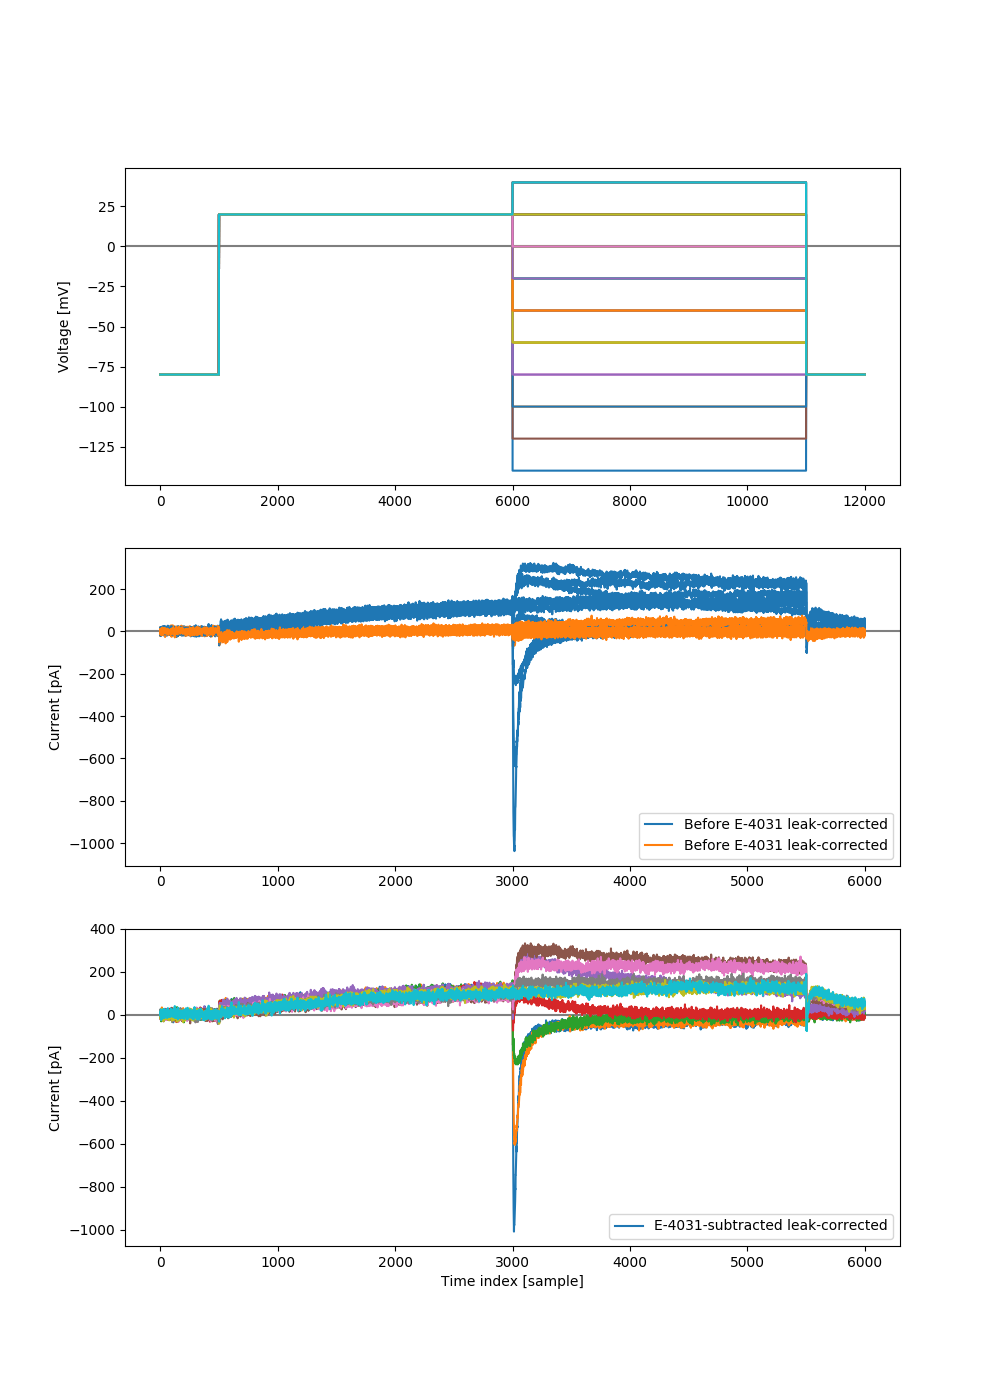 25
0
−25
−50
−75
−100
−125
Voltage [mV]
0 2000 4000 6000 8000 10000 12000
200
0
−200
−400
−600
−800
−1000
Current [pA]
Before E-4031 leak-corrected
Before E-4031 leak-corrected
0 1000 2000 3000 4000 5000 6000
400
200
0
−200
−400
−600
−800
−1000
Current [pA]
E-4031-subtracted leak-corrected
0 1000 2000 3000 4000 5000 6000
Time index [sample]